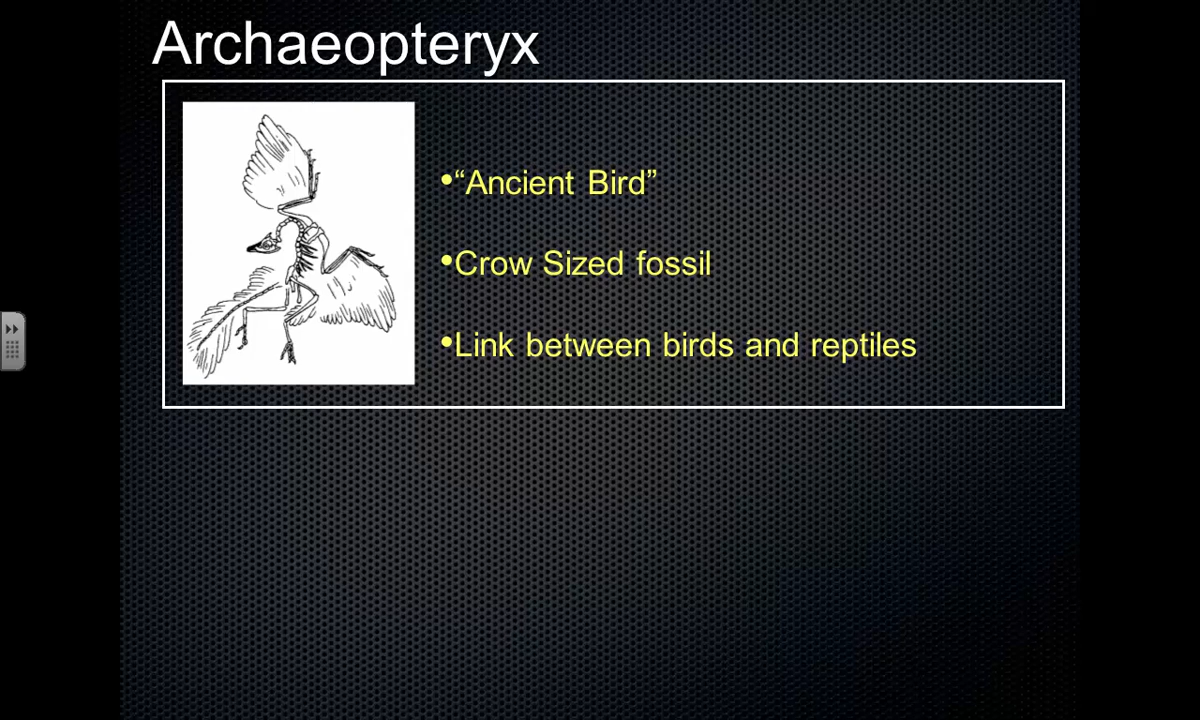 Archaeopteryx
•“Ancient Bird”
•Crow Sized fossil
•Link between birds and reptiles